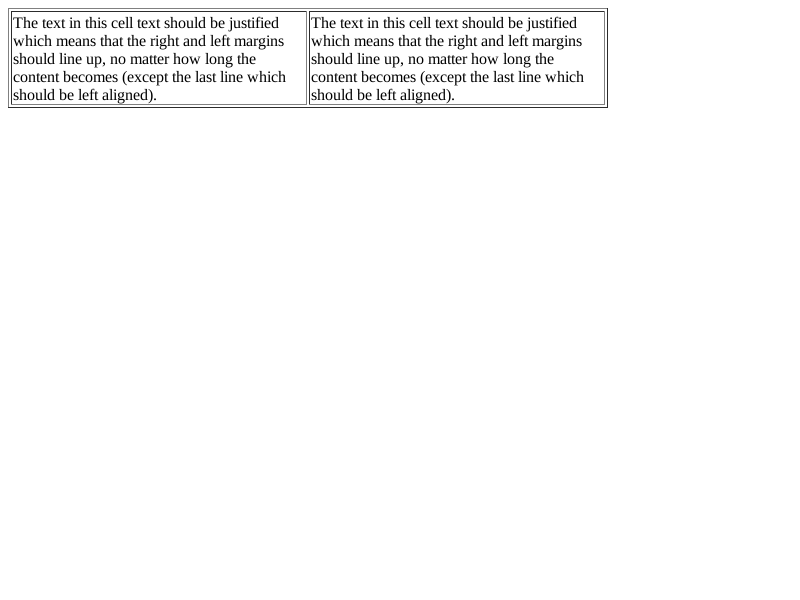 The text in this cell text should be justified
which means that the right and left margins
should line up, no matter how long the
content becomes (except the last line which
should be left aligned).
The text in this cell text should be justified
which means that the right and left margins
should line up, no matter how long the
content becomes (except the last line which
should be left aligned).